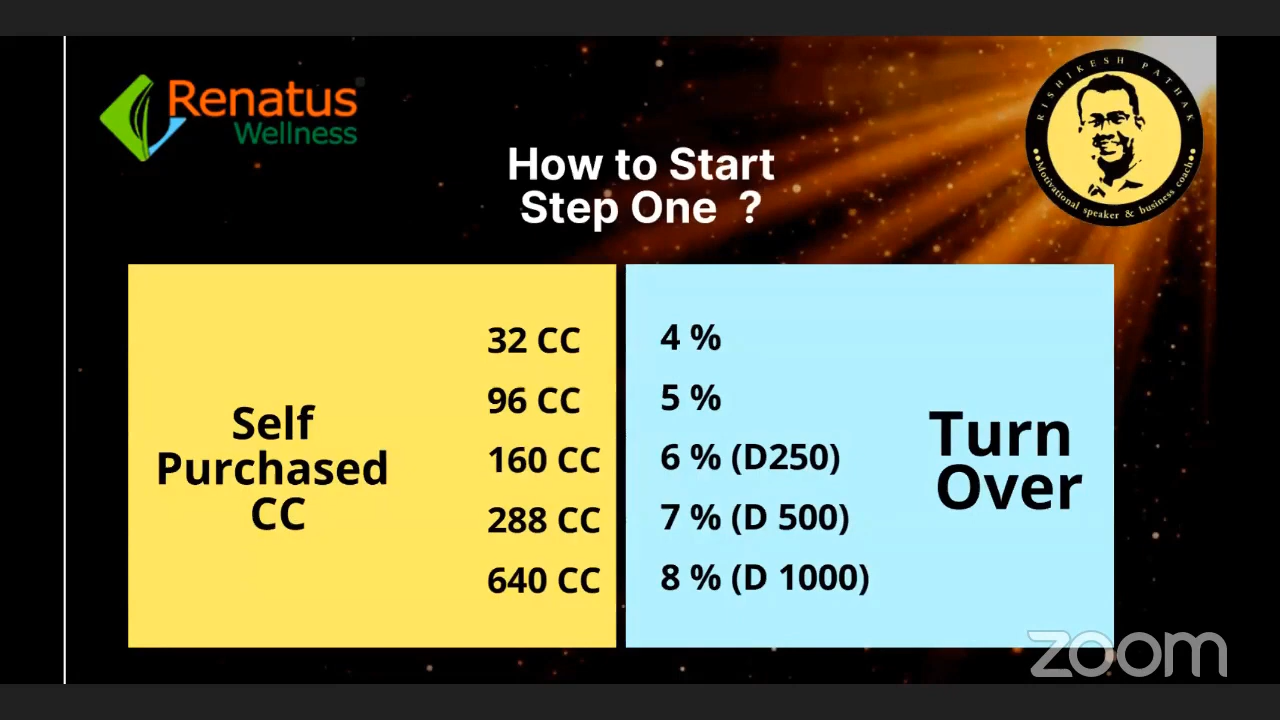 Renatus
Wellness
RISHIKESH PATHAK
Motivational speaker & business coach
How to Start
Step One ?
Self
Purchased
CC
32 CC
96 CC
160 CC
288 CC
640 CC
4 %
5 %
6 % (D250)
7 % (D 500)
8 % (D 1000)
Turn
Over
zoom